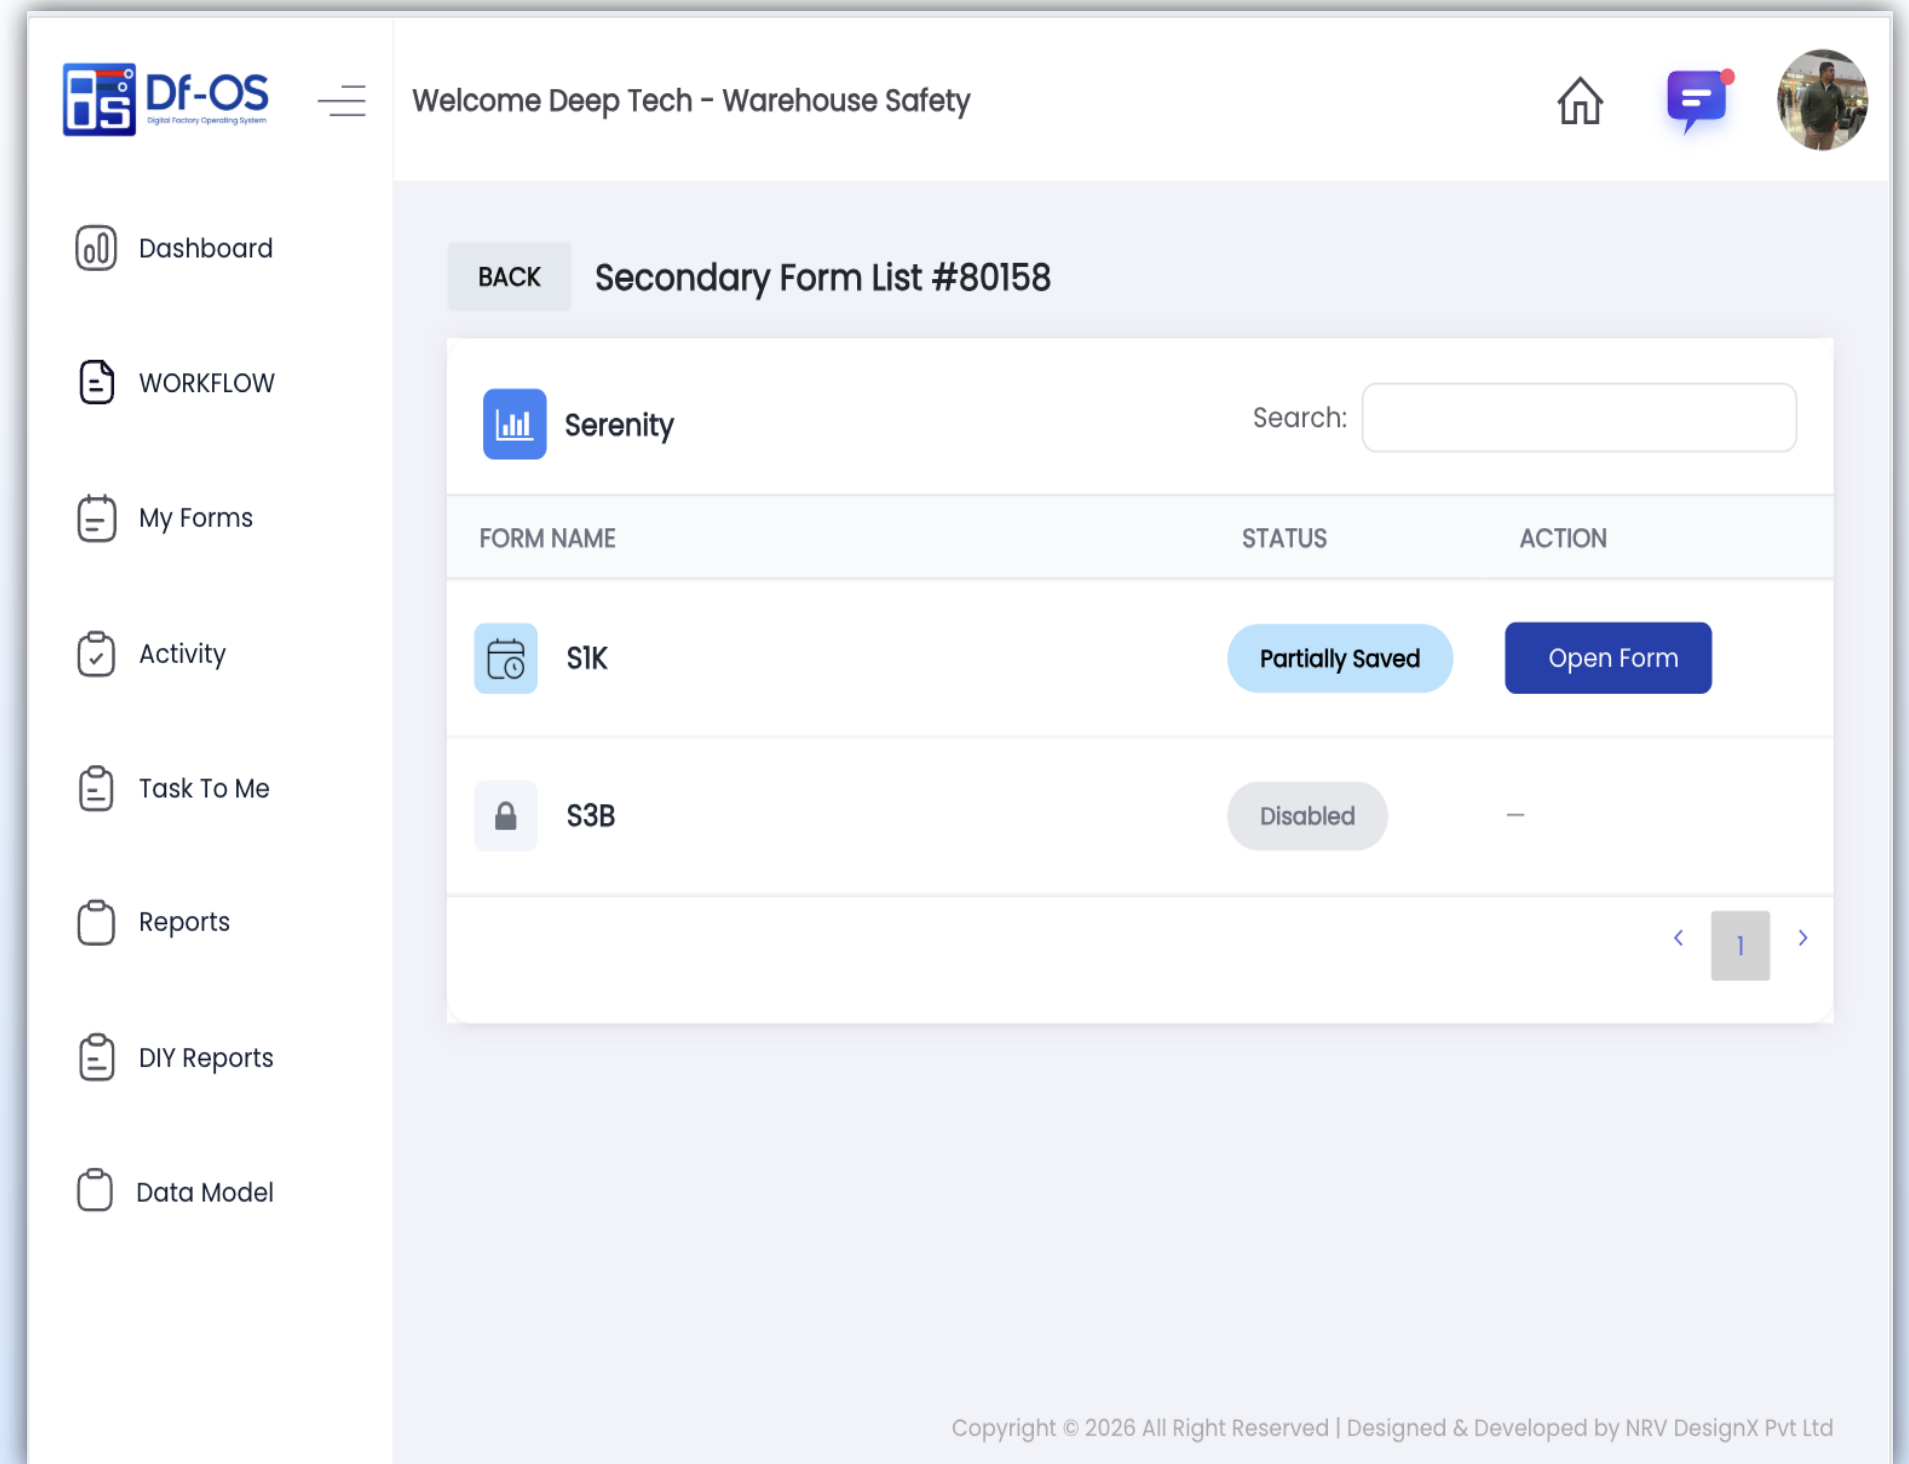 Df-OS
Digital Factory Operating System
Welcome Deep Tech - Warehouse Safety
Dashboard
WORKFLOW
My Forms
Activity
Task To Me
Reports
DIY Reports
Data Model
BACK
Secondary Form List #80158
Serenity
Search:
FORM NAME STATUS ACTION
S1K Partially Saved Open Form
S3B Disabled –
< 1 >
Copyright © 2026 All Right Reserved | Designed & Developed by NRV DesignX Pvt Ltd